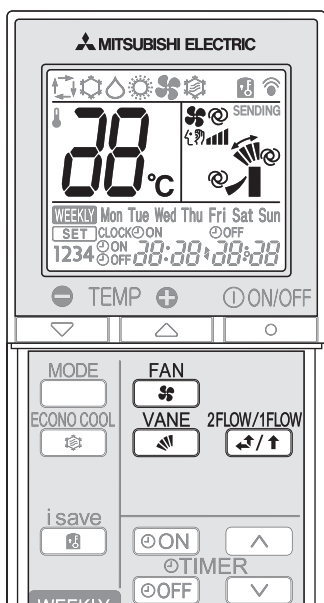 MITSUBISHI ELECTRIC
SENDING
88 °C
WEEKLY Mon Tue Wed Thu Fri Sat Sun
SET CLOCK ON OFF
1234 ON OFF 88:88 88:88
TEMP ON/OFF
MODE FAN
ECONO COOL VANE 2FLOW/1FLOW
/
i save
ON
TIMER
OFF
WEEKLY